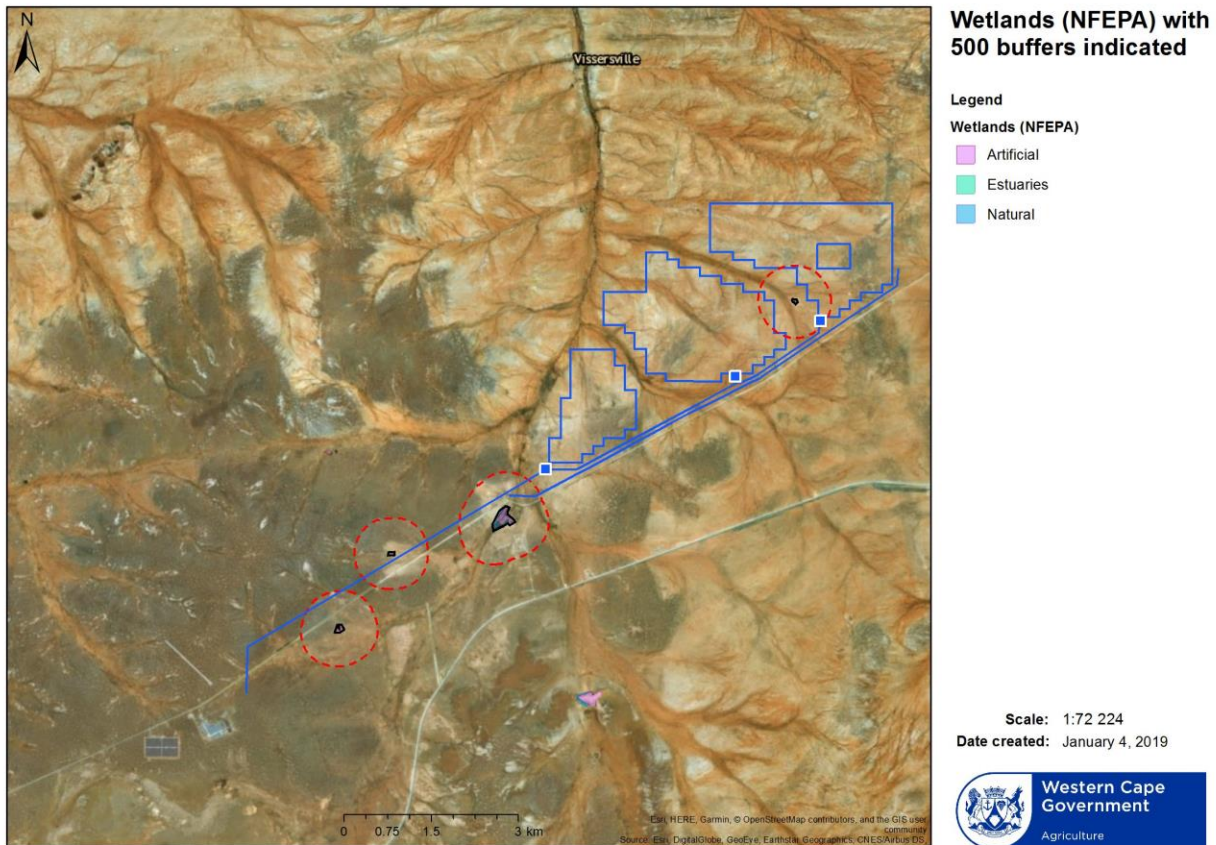 N
Vissersville
0 0.75 1.5 3 km
Esri, HERE, Garmin, © OpenStreetMap contributors, and the GIS user
community
Source: Esri, DigitalGlobe, GeoEye, Earthstar Geographics, CNES/Airbus DS,
Wetlands (NFEPA) with
500 buffers indicated
Legend
Wetlands (NFEPA)
Artificial
Estuaries
Natural
Scale: 1:72 224
Date created: January 4, 2019
Western Cape
Government
Agriculture